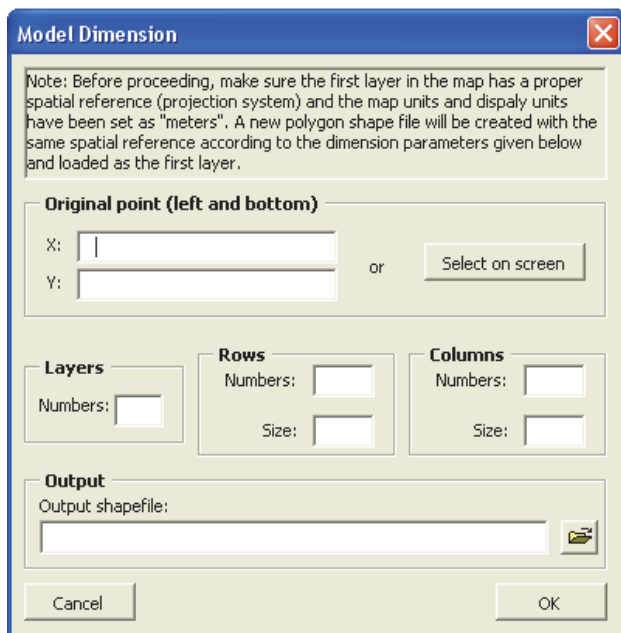 Model Dimension
Note: Before proceeding, make sure the first layer in the map has a proper
spatial reference (projection system) and the map units and dispaly units
have been set as "meters". A new polygon shape file will be created with the
same spatial reference according to the dimension parameters given below
and loaded as the first layer.
Original point (left and bottom)
X:
or
Select on screen
Y:
Layers
Numbers:
Rows
Numbers:
Size:
Columns
Numbers:
Size:
Output
Output shapefile:
Cancel
OK